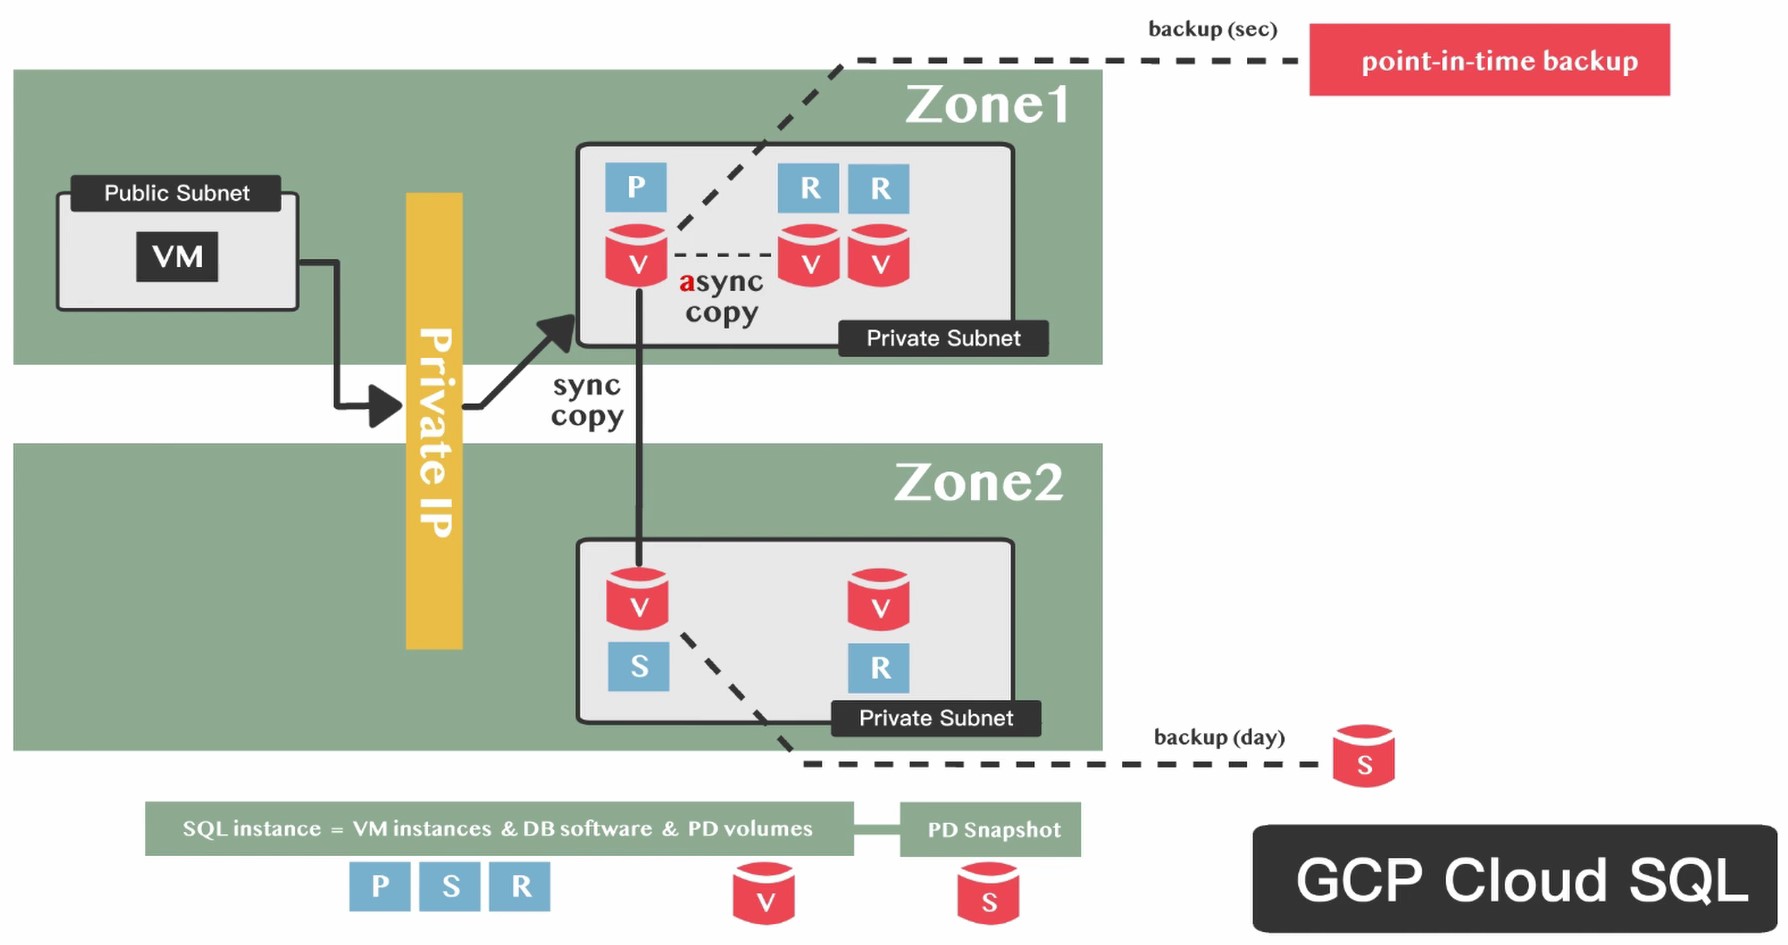 backup (sec)
point-in-time backup
Zone1
Public Subnet
VM
P
R
R
V
V
V
async
copy
Private Subnet
Private IP
sync
copy
Zone2
V
V
S
R
Private Subnet
backup (day)
S
SQL instance = VM instances & DB software & PD volumes
PD Snapshot
P
S
R
V
S
GCP Cloud SQL